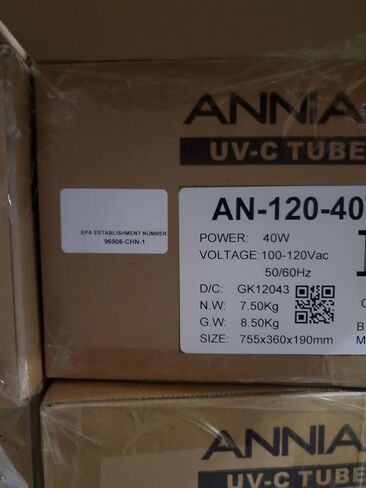 ANNIA
UV-C TUBE
EPA ESTABLISHMENT NUMBER:
96906-CHN-1
AN-120-40
POWER: 40W
VOLTAGE:100-120Vac
50/60Hz
D/C: GK12043
N.W: 7.50Kg
G.W: 8.50Kg
SIZE: 755x360x190mm
ANNIA
UV-C TUBE